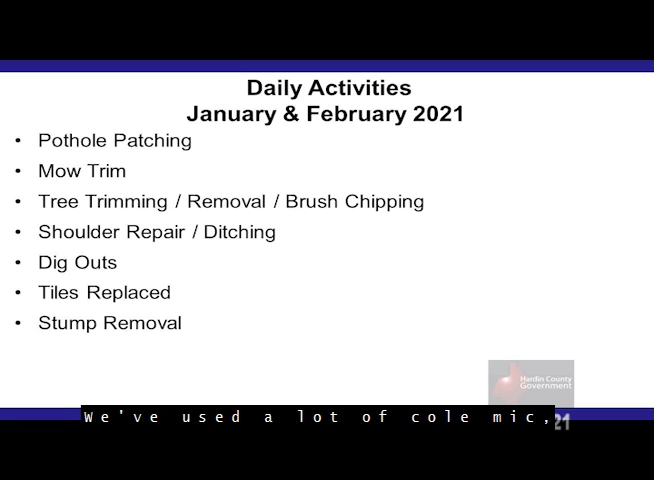 Daily Activities
January & February 2021
• Pothole Patching
• Mow Trim
• Tree Trimming / Removal / Brush Chipping
• Shoulder Repair / Ditching
• Dig Outs
• Tiles Replaced
• Stump Removal
Hardin County
Government
We've used a lot of cole mic,
21